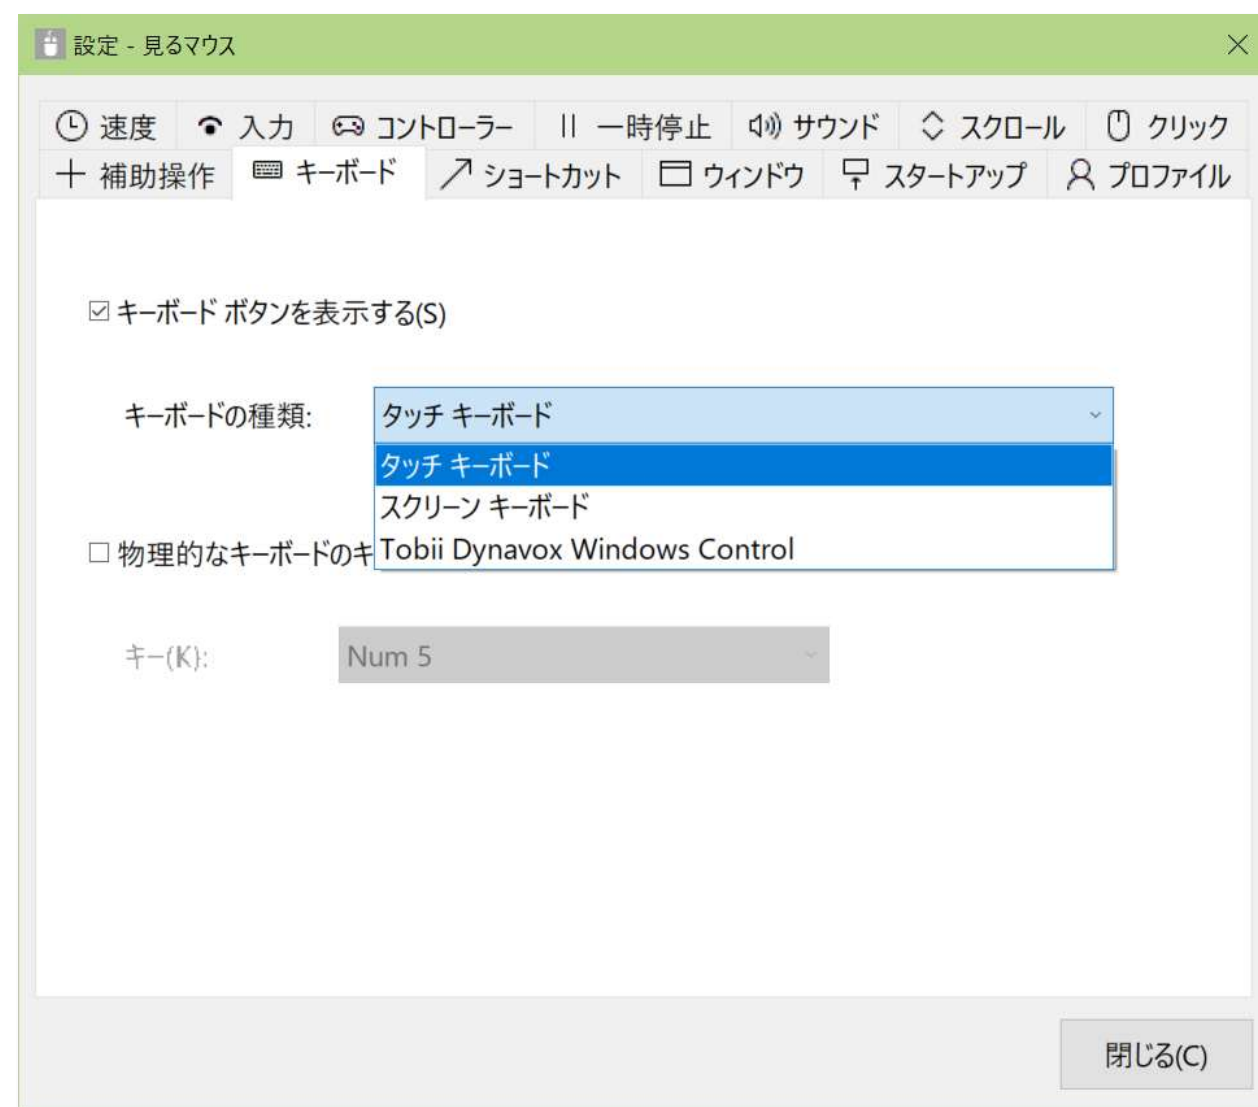 設定 - 見るマウス
速度 入力 コントローラー 一時停止 サウンド スクロール クリック
補助操作 キーボード ショートカット ウィンドウ スタートアップ プロファイル
キーボード ボタンを表示する(S)
キーボードの種類: タッチ キーボード
タッチ キーボード
スクリーン キーボード
物理的なキーボードのキ Tobii Dynavox Windows Control
キー(K): Num 5
閉じる(C)